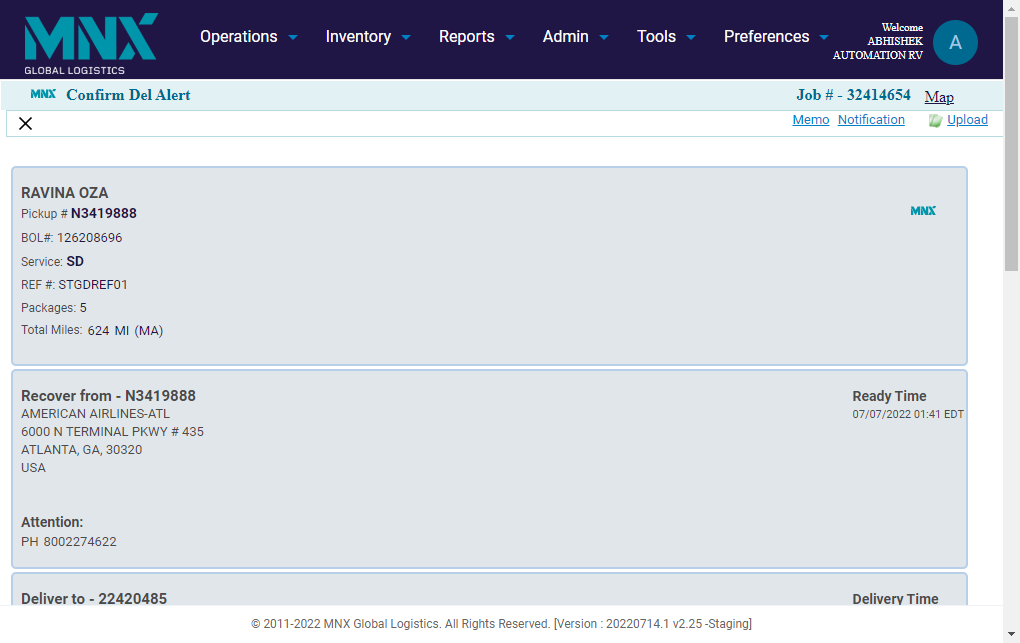 MNX
GLOBAL LOGISTICS
Operations Inventory Reports Admin Tools Preferences
Welcome
ABHISHEK
AUTOMATION RV
A
MNX Confirm Del Alert Job # - 32414654 Map
Memo Notification Upload
RAVINA OZA
Pickup # N3419888
MNX
BOL#: 126208696
Service: SD
REF #: STGDREF01
Packages: 5
Total Miles: 624 MI (MA)
Recover from - N3419888 Ready Time
AMERICAN AIRLINES-ATL 07/07/2022 01:41 EDT
6000 N TERMINAL PKWY # 435
ATLANTA, GA, 30320
USA
Attention:
PH 8002274622
Deliver to - 22420485 Delivery Time
© 2011-2022 MNX Global Logistics. All Rights Reserved. [Version : 20220714.1 v2.25 -Staging]